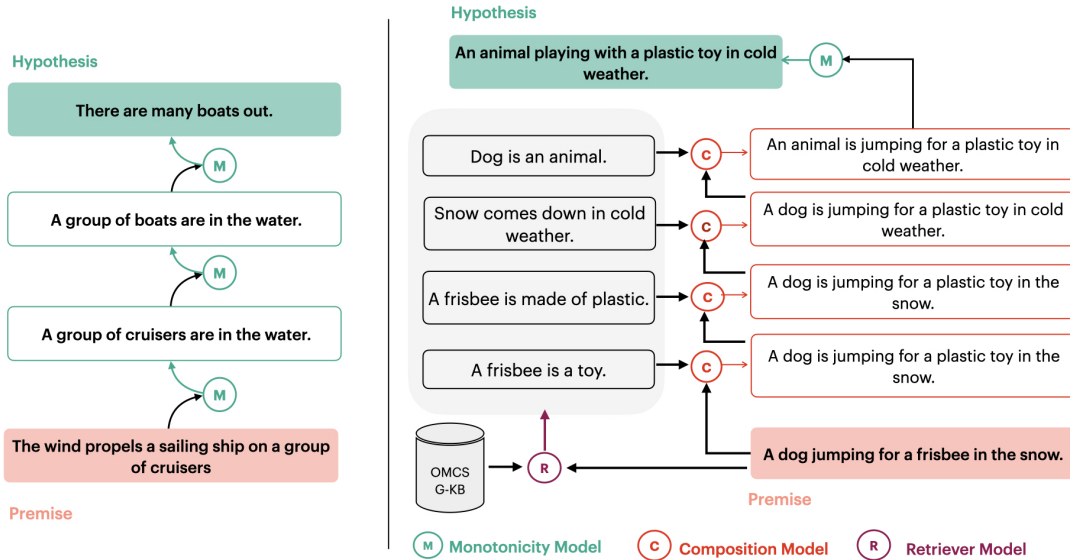 Hypothesis
There are many boats out.
M
A group of boats are in the water.
M
A group of cruisers are in the water.
M
The wind propels a sailing ship on a group
of cruisers
Premise
Hypothesis
An animal playing with a plastic toy in cold
weather.
M
Dog is an animal.
C
An animal is jumping for a plastic toy in
cold weather.
Snow comes down in cold
weather.
C
A dog is jumping for a plastic toy in cold
weather.
A frisbee is made of plastic.
C
A dog is jumping for a plastic toy in the
snow.
A frisbee is a toy.
C
A dog is jumping for a plastic toy in the
snow.
OMCS
G-KB
R
A dog jumping for a frisbee in the snow.
Premise
M Monotonicity Model
C Composition Model
R Retriever Model